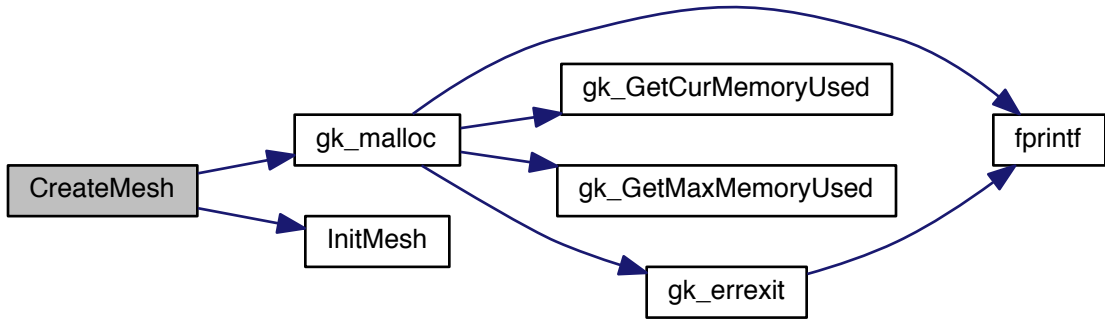 CreateMesh
gk_malloc
InitMesh
gk_GetCurMemoryUsed
gk_GetMaxMemoryUsed
gk_errexit
fprintf